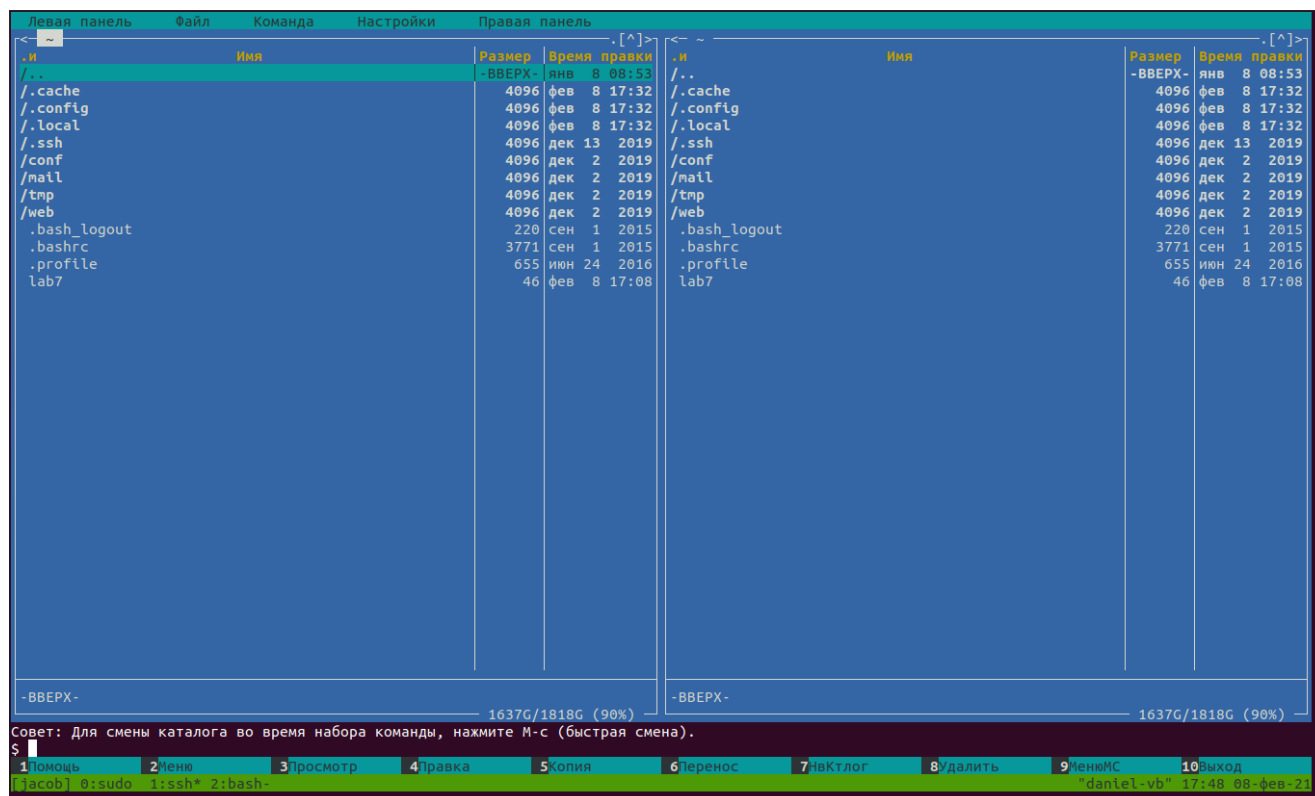 Левая панель Файл Команда Настройки Правая панель
<─ ~ ─.[^]> <─ ~ ─.[^]>
.и Имя Размер Время правки .и Имя Размер Время правки
/.. -ВВЕРХ- янв 8 08:53 /.. -ВВЕРХ- янв 8 08:53
/.cache 4096 фев 8 17:32 /.cache 4096 фев 8 17:32
/.config 4096 фев 8 17:32 /.config 4096 фев 8 17:32
/.local 4096 фев 8 17:32 /.local 4096 фев 8 17:32
/.ssh 4096 дек 13 2019 /.ssh 4096 дек 13 2019
/conf 4096 дек 2 2019 /conf 4096 дек 2 2019
/mail 4096 дек 2 2019 /mail 4096 дек 2 2019
/tmp 4096 дек 2 2019 /tmp 4096 дек 2 2019
/web 4096 дек 2 2019 /web 4096 дек 2 2019
.bash_logout 220 сен 1 2015 .bash_logout 220 сен 1 2015
.bashrc 3771 сен 1 2015 .bashrc 3771 сен 1 2015
.profile 655 июн 24 2016 .profile 655 июн 24 2016
lab7 46 фев 8 17:08 lab7 46 фев 8 17:08
-ВВЕРХ- -ВВЕРХ-
1637G/1818G (90%) 1637G/1818G (90%)
Совет: Для смены каталога во время набора команды, нажмите M-c (быстрая смена).
$
1Помощь 2Меню 3Просмотр 4Правка 5Копия 6Перенос 7НвКтлог 8Удалить 9МенюMC 10Выход
[jacob] 0:sudo 1:ssh* 2:bash- "daniel-vb" 17:48 08-фев-21